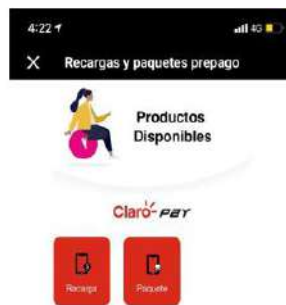 4:22
4G
Recargas y paquetes prepago
Productos
Disponibles
Claro-pay
Recarga
Paquete